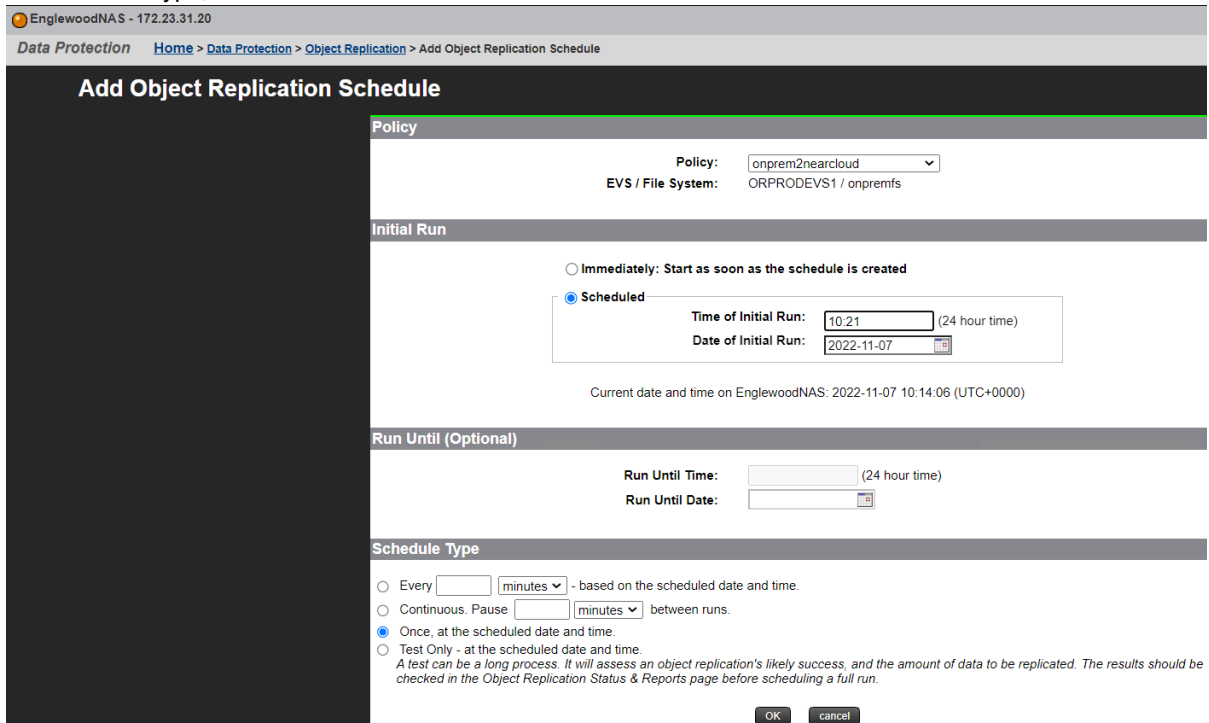 EnglewoodNAS - 172.23.31.20
Data Protection Home > Data Protection > Object Replication > Add Object Replication Schedule
Add Object Replication Schedule
Policy
Policy: onprem2nearcloud
EVS / File System: ORPRODEVS1 / onpremfs
Initial Run
Immediately: Start as soon as the schedule is created
Scheduled
Time of Initial Run: 10:21 (24 hour time)
Date of Initial Run: 2022-11-07
Current date and time on EnglewoodNAS: 2022-11-07 10:14:06 (UTC+0000)
Run Until (Optional)
Run Until Time: (24 hour time)
Run Until Date:
Schedule Type
Every minutes - based on the scheduled date and time.
Continuous. Pause minutes between runs.
Once, at the scheduled date and time.
Test Only - at the scheduled date and time.
A test can be a long process. It will assess an object replication's likely success, and the amount of data to be replicated. The results should be
checked in the Object Replication Status & Reports page before scheduling a full run.
OK cancel